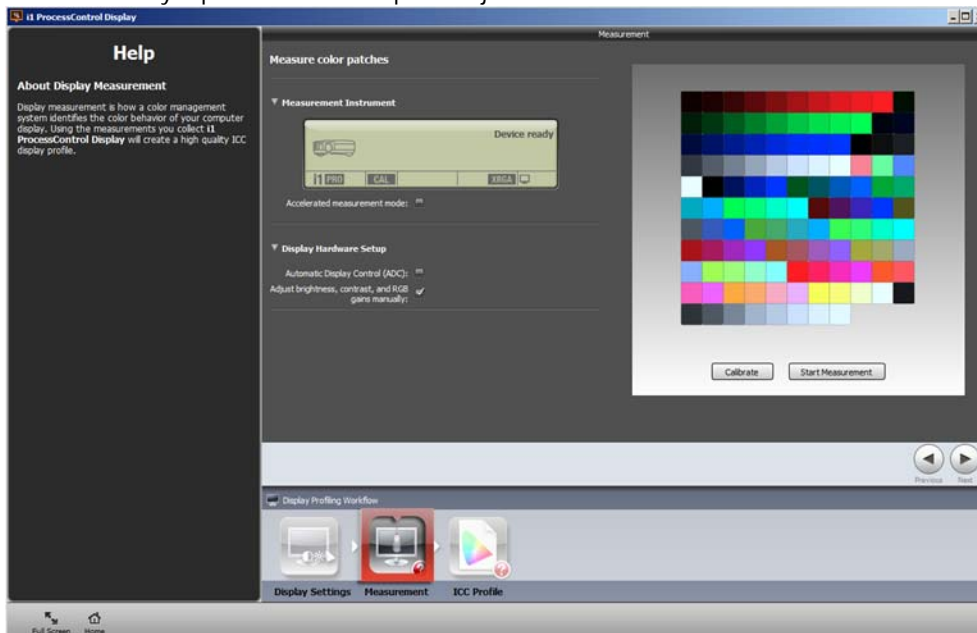 i1 ProcessControl Display
Measurement
Help
About Display Measurement
Display measurement is how a color management
system identifies the color behavior of your computer
display. Using the measurements you collect i1
ProcessControl Display will create a high quality ICC
display profile.
Measure color patches
Measurement Instrument
Device ready
i1 PRO CAL XRGA
Accelerated measurement mode:
Display Hardware Setup
Automatic Display Control (ADC):
Adjust brightness, contrast, and RGB
gains manually:
Calibrate Start Measurement
Previous Next
Display Profiling Workflow
Display Settings Measurement ICC Profile
Full Screen Home